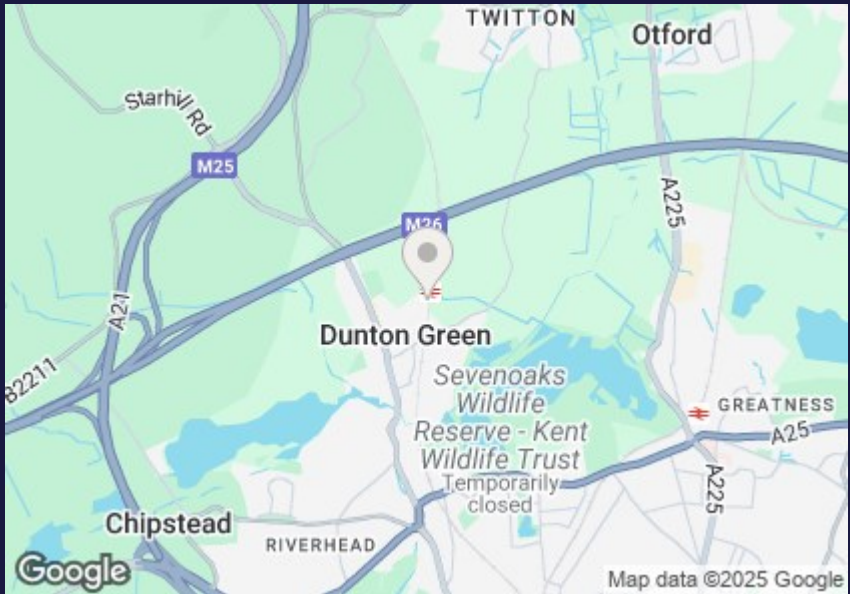 TWITTON
Otford
Starhill Rd
M25
A225
M26
A21
Dunton Green
B2211
Sevenoaks
Wildlife
Reserve - Kent
Wildlife Trust
Temporarily
closed
GREATNESS
A25
A225
Chipstead
RIVERHEAD
Google
Map data ©2025 Google